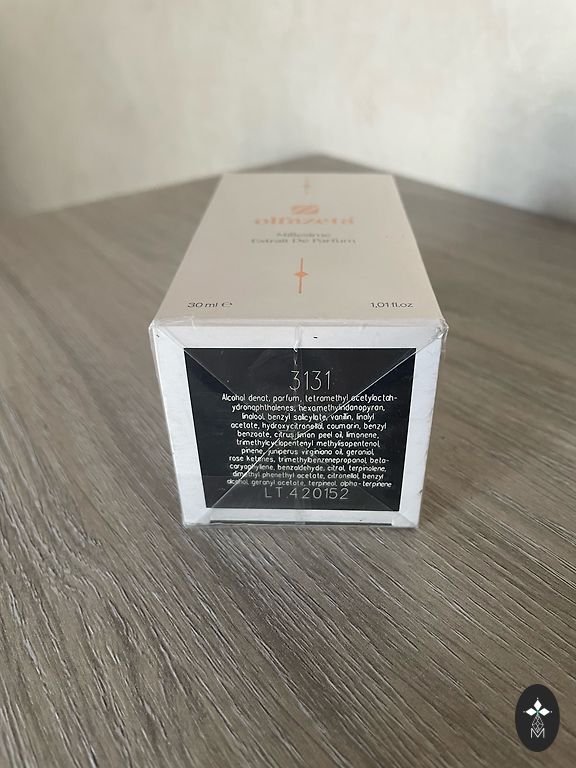 olfazeta
Millesime
Extrait De Parfum
30 ml ℮ 1,01 fl.oz
3131
Alcohol denat, parfum, tetramethyl acetyloctah-
ydronaphthalenes, hexamethylindanopyran,
linalool, benzyl salicylate, vanillin, linalyl
acetate, hydroxycitronellol, coumarin, benzyl
benzoate, citrus limon peel oil, limonene,
trimethylcyclopentenyl methylisopentenol,
pinene, juniperus virginiana oil, geraniol,
rose ketones, trimethybenzenepropanol, beta-
caryophyllene, benzaldehyde, citral, terpinolene,
dimethyl phenethyl acetate, citronellol, benzyl
alcohol, geranyl acetate, terpineol, alpha-terpinene
LT.420152
M